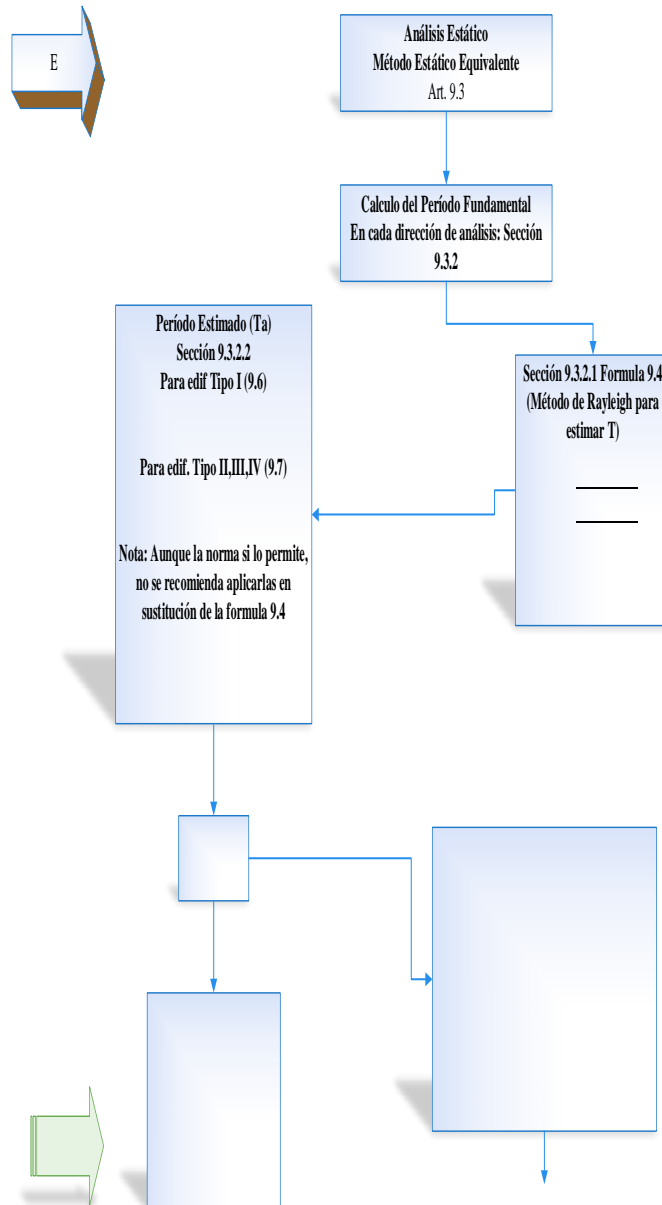 E
Análisis Estático
Método Estático Equivalente
Art. 9.3
Calculo del Período Fundamental
En cada dirección de análisis: Sección
9.3.2
Sección 9.3.2.1 Formula 9.4
(Método de Rayleigh para
estimar T)
Período Estimado (Ta)
Sección 9.3.2.2
Para edif Tipo I (9.6)
Para edif. Tipo II,III,IV (9.7)
Nota: Aunque la norma si lo permite,
no se recomienda aplicarlas en
sustitución de la formula 9.4